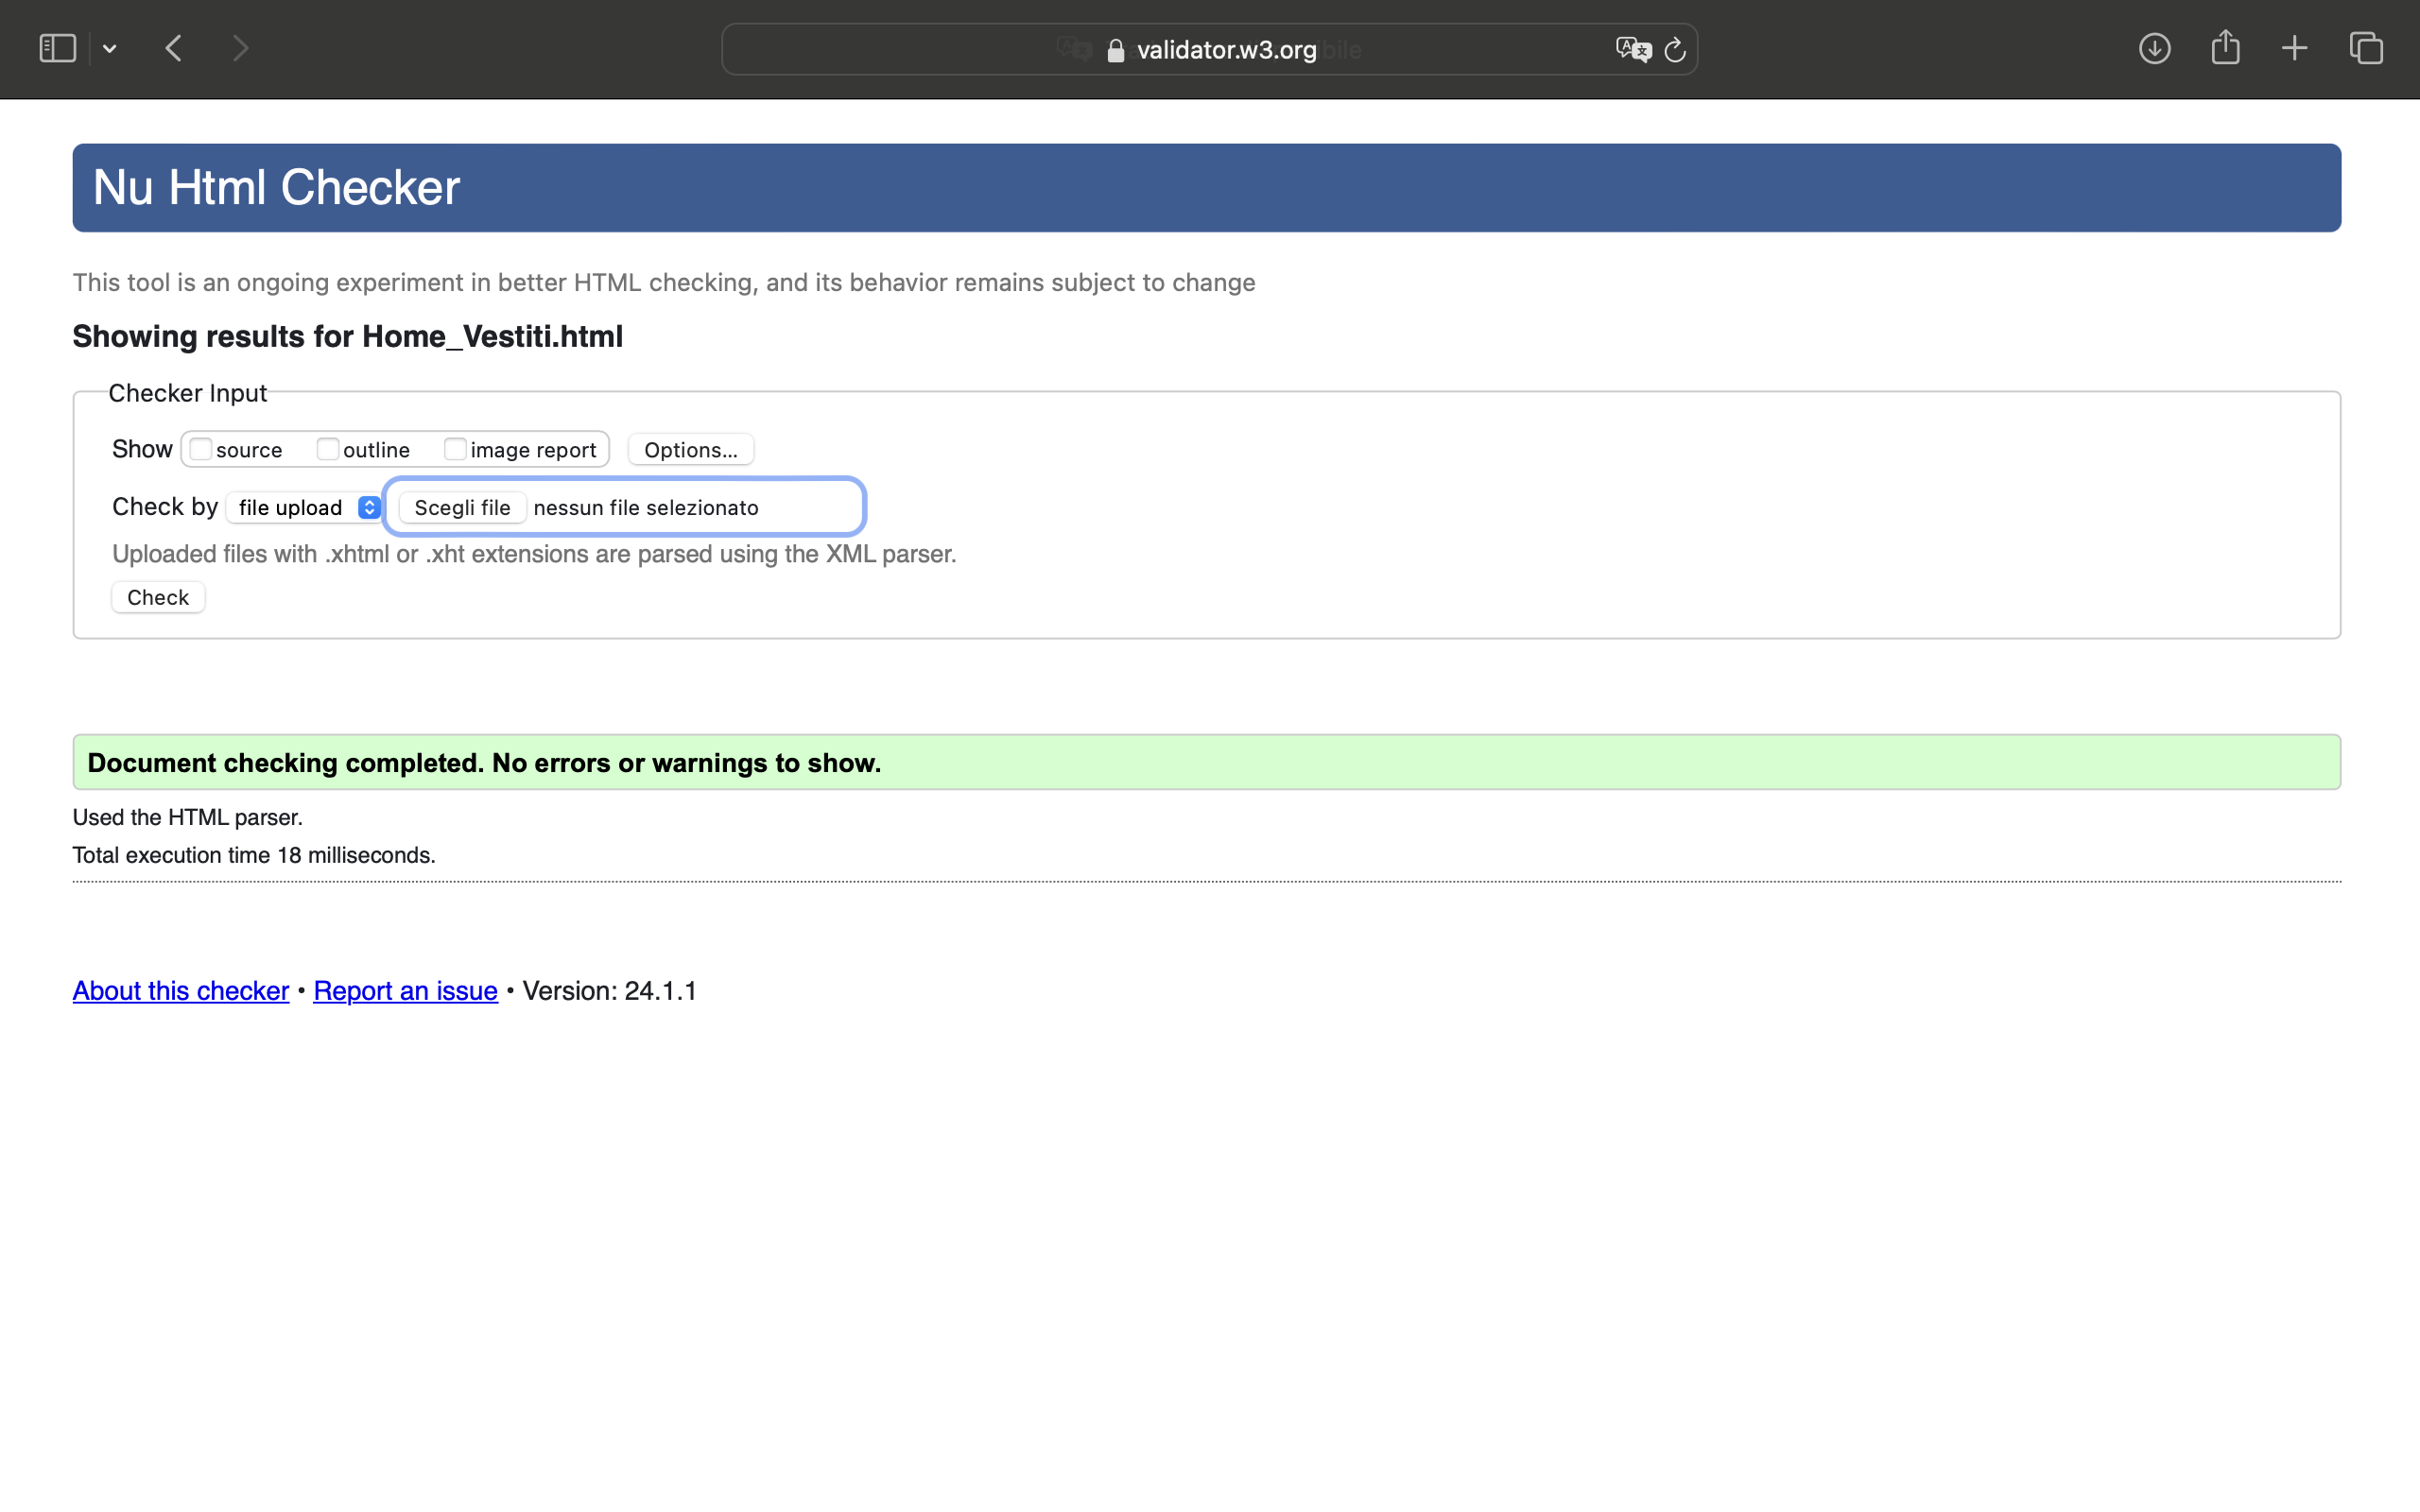 validator.w3.org
Nu Html Checker
This tool is an ongoing experiment in better HTML checking, and its behavior remains subject to change
Showing results for Home_Vestiti.html
Checker Input
Show source outline image report Options...
Check by file upload Scegli file nessun file selezionato
Uploaded files with .xhtml or .xht extensions are parsed using the XML parser.
Check
Document checking completed. No errors or warnings to show.
Used the HTML parser.
Total execution time 18 milliseconds.
About this checker • Report an issue • Version: 24.1.1